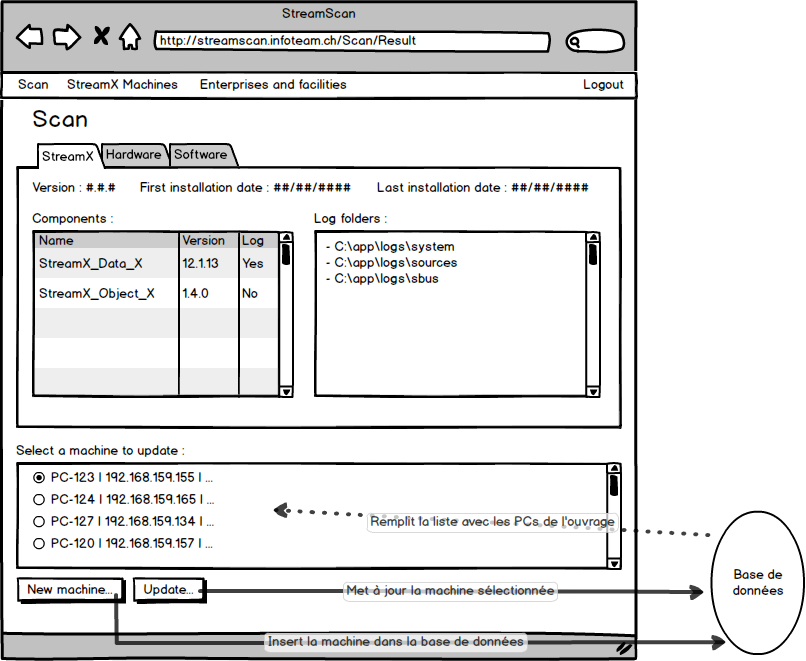 StreamScan
http://streamscan.infoteam.ch/Scan/Result
Scan StreamX Machines Enterprises and facilities Logout
Scan
StreamX Hardware Software
Version : #.#.# First installation date : ##/##/#### Last installation date : ##/##/####
Components : Log folders :
Name Version Log
StreamX_Data_X 12.1.13 Yes
StreamX_Object_X 1.4.0 No
- C:\app\logs\system
- C:\app\logs\sources
- C:\app\logs\sbus
Select a machine to update :
PC-123 | 192.168.159.155 | ...
PC-124 | 192.168.159.165 | ...
PC-127 | 192.168.159.134 | ...
PC-120 | 192.168.159.157 | ...
Remplit la liste avec les PCs de l'ouvrage
Base de
données
New machine... Update... Met à jour la machine sélectionnée
Insert la machine dans la base de données